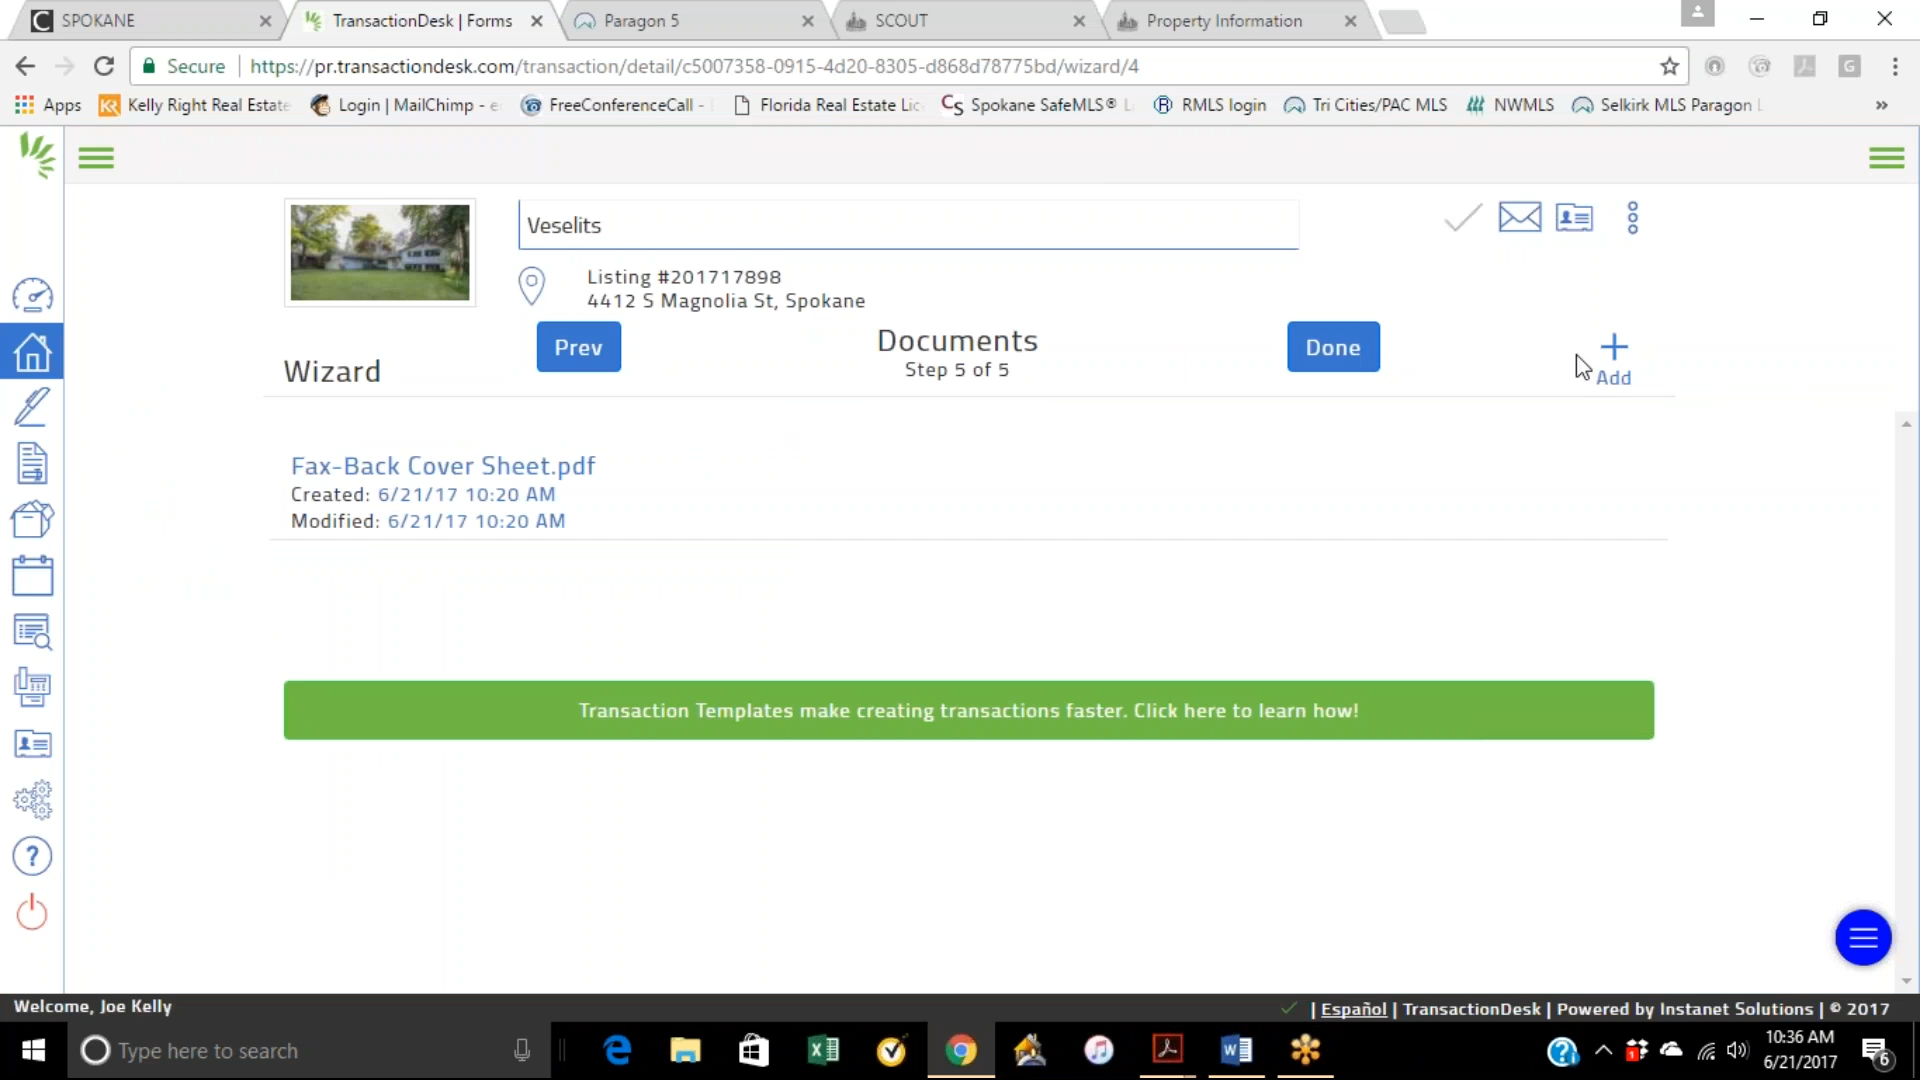 SPOKANE
TransactionDesk | Forms
Paragon 5
SCOUT
Property Information
Secure
https://pr.transactiondesk.com/transaction/detail/c5007358-0915-4d20-8305-d868d78775bd/wizard/4
Apps
Kelly Right Real Estate
Login | MailChimp - e
FreeConferenceCall -
Florida Real Estate Lic
Spokane SafeMLS®
RMLS login
Tri Cities/PAC MLS
NWMLS
Selkirk MLS Paragon
»
Veselits
Listing #201717898
4412 S Magnolia St, Spokane
Prev
Documents
Done
Step 5 of 5
Wizard
Add
Fax-Back Cover Sheet.pdf
Created: 6/21/17 10:20 AM
Modified: 6/21/17 10:20 AM
Transaction Templates make creating transactions faster. Click here to learn how!
Welcome, Joe Kelly
| Español | TransactionDesk | Powered by Instanet Solutions | © 2017
Type here to search
10:36 AM
6/21/2017
6